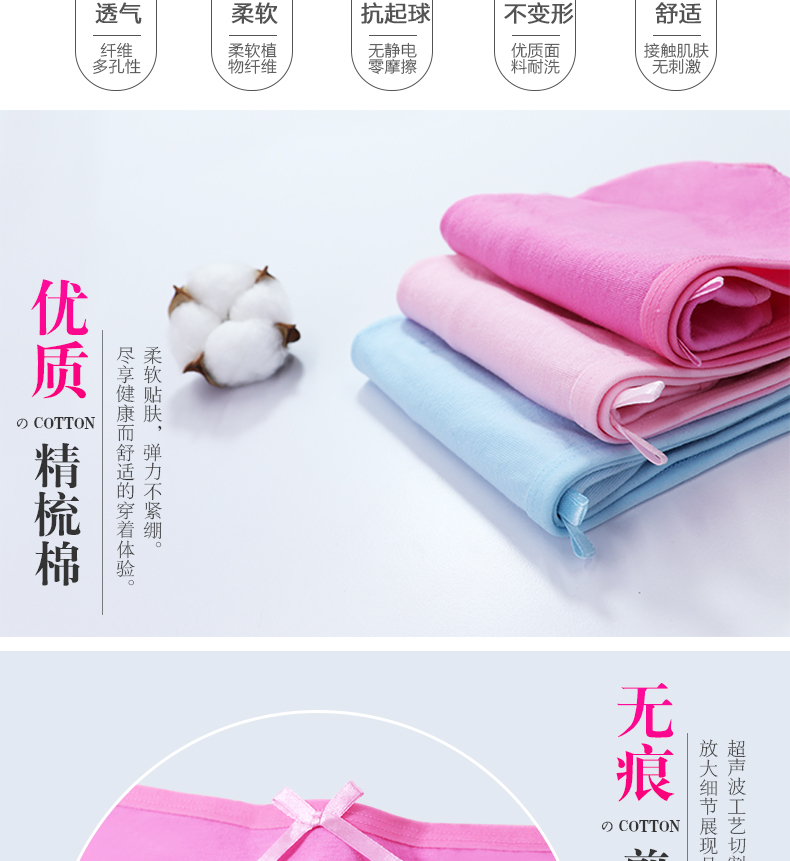 透气
纤维
多孔性
柔软
柔软植
物纤维
抗起球
无静电
零摩擦
不变形
优质面
料耐洗
舒适
接触肌肤
无刺激
优质
の COTTON
精梳棉
柔软贴肤，弹力不紧绷。
尽享健康而舒适的穿着体验。
无痕
の COTTON
超声波工艺切
放大细节展现